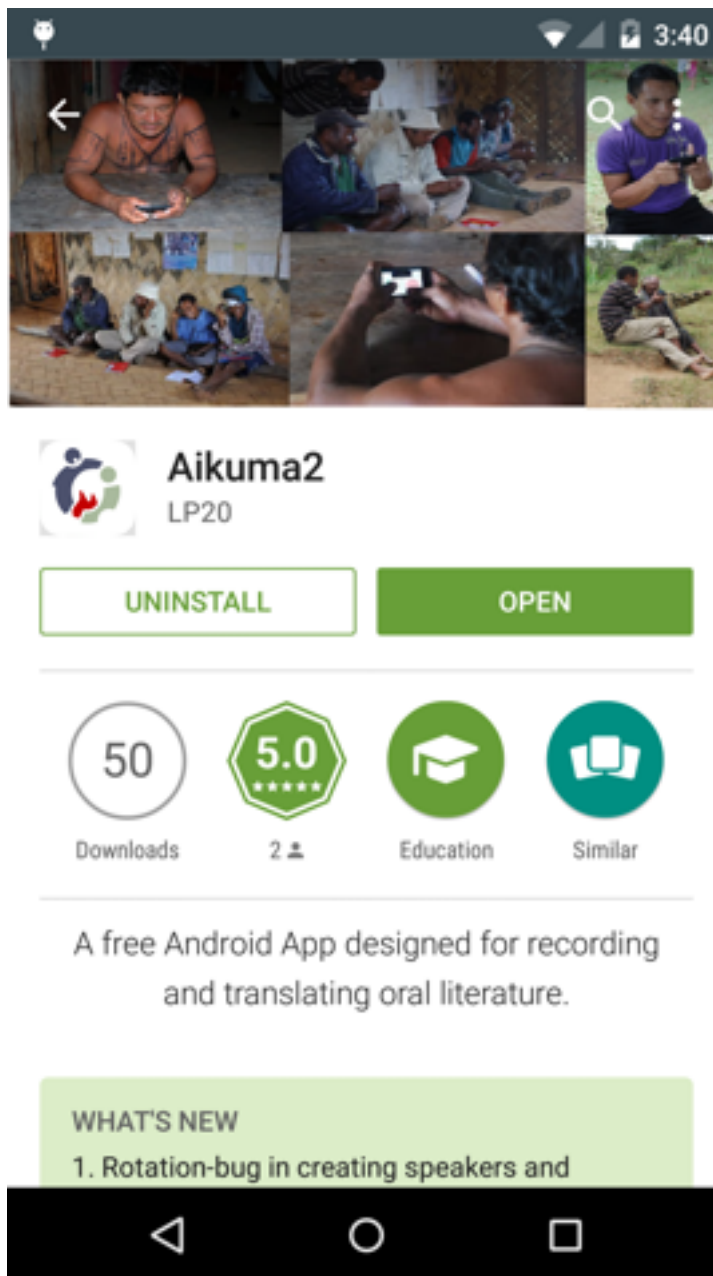 3:40
Aikuma2
LP20
UNINSTALL
OPEN
50
5.0
Downloads
2
Education
Similar
A free Android App designed for recording
and translating oral literature.
WHAT'S NEW
1. Rotation-bug in creating speakers and